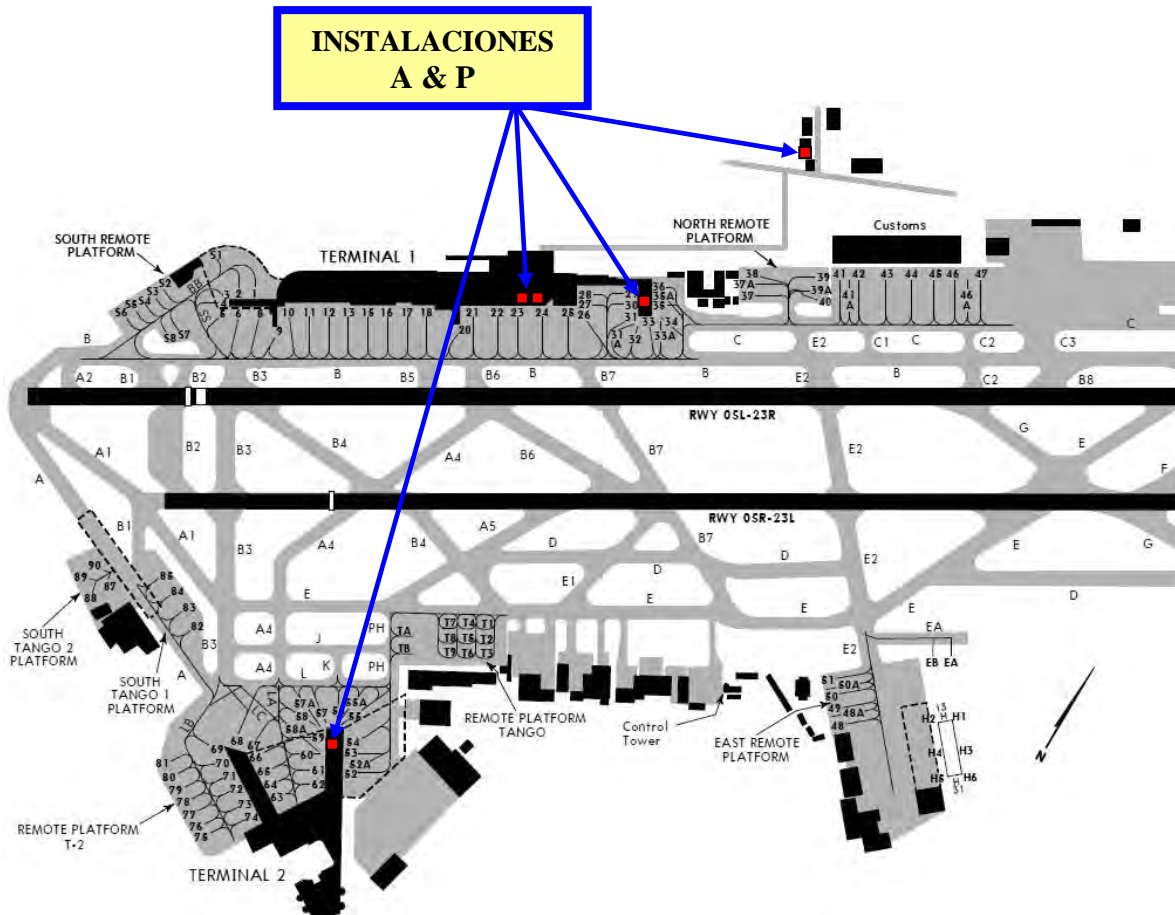 INSTALACIONES
A & P
SOUTH REMOTE
PLATFORM
TERMINAL 1
NORTH REMOTE
PLATFORM
Customs
S1
S2
S3
S4
S6
BB
SS
S7
S8
1
2
3
4
5
6
8
9
10
11
12
13
15
16
17
18
20
21
22
23
24
25
26
27
28
30
31
31
A
32
33
33A
34
35
35A
36
37
37A
38
39
39A
40
41
41
A
42
43
44
45
46
46
A
47
B
C
E2
C1
C
C2
C3
C
A2
B1
B2
B3
B
B5
B6
B
B7
B
E2
B
C2
B8
RWY 05L-23R
A
A1
B2
B3
B4
A4
B6
B7
E2
G
E
F
RWY 05R-23L
B1
A1
B3
A4
B4
A5
D
B7
D
E2
E
G
E
E1
D
E
E
E
D
90
89
88
87
85
84
83
82
SOUTH
TANGO 2
PLATFORM
SOUTH
TANGO 1
PLATFORM
A
B3
A4
J
PH
A4
L
K
PH
TA
TB
T7
T4
T1
T8
T5
T2
T9
T6
T3
REMOTE PLATFORM
TANGO
Control
Tower
EAST REMOTE
PLATFORM
E2
EA
EB
EA
51
50A
50
49
48A
48
H2
H1
H4
H3
H5
H6
N
LA
57A
57
58
58A
59
60
61
62
63
64
65
66
67
68
69
55A
55
54
53
52A
52
70
71
72
73
74
81
80
79
78
77
76
75
REMOTE PLATFORM
T-2
TERMINAL 2